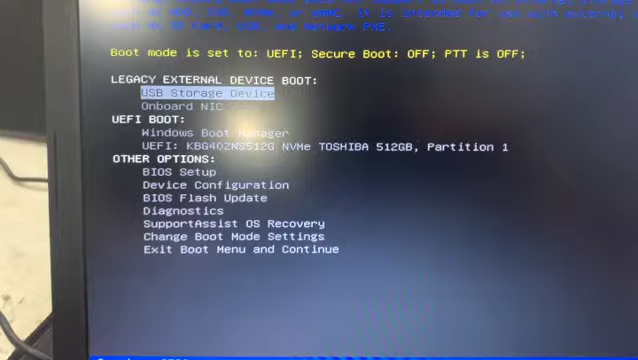 Boot mode is set to: UEFI; Secure Boot: OFF; PTT is OFF;
LEGACY EXTERNAL DEVICE BOOT:
USB Storage Device
Onboard NIC
UEFI BOOT:
Windows Boot Manager
UEFI: KBG40ZNS512G NVMe TOSHIBA 512GB, Partition 1
OTHER OPTIONS:
BIOS Setup
Device Configuration
BIOS Flash Update
Diagnostics
SupportAssist OS Recovery
Change Boot Mode Settings
Exit Boot Menu and Continue